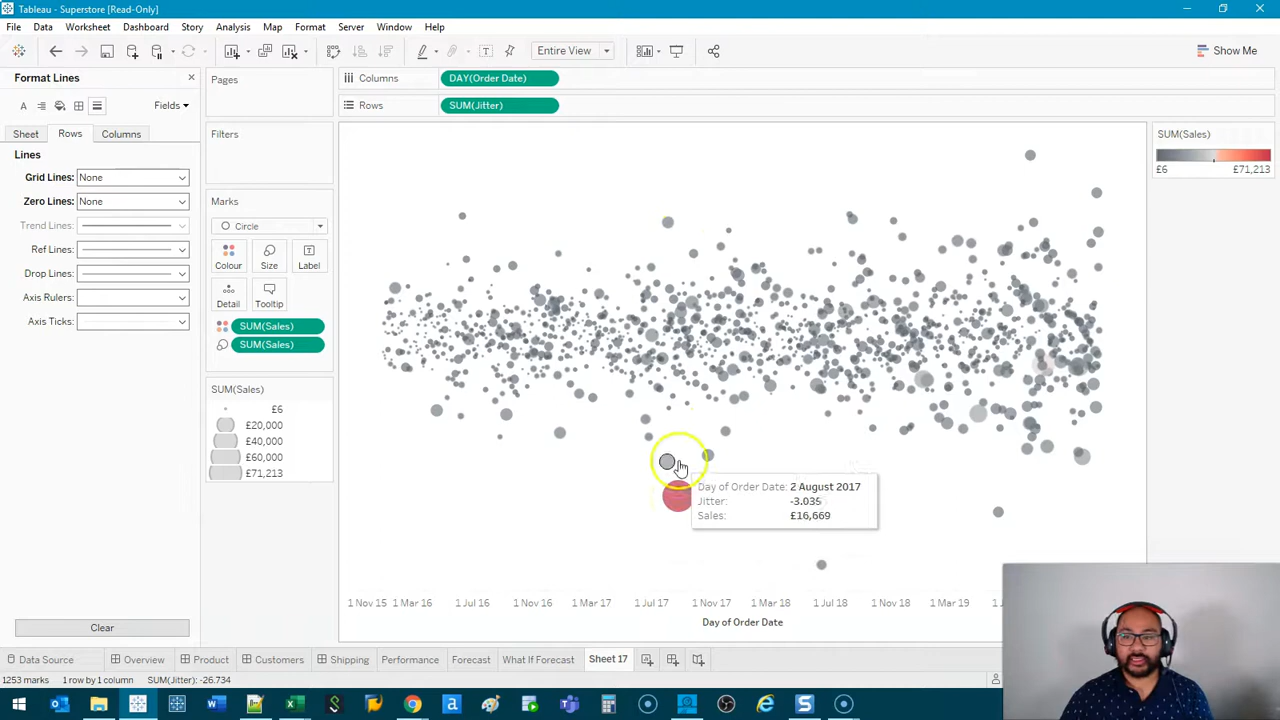 Tableau - Superstore [Read-Only]
File Data Worksheet Dashboard Story Analysis Map Format Server Window Help
Entire View
Show Me
Format Lines
Fields
Sheet Rows Columns
Lines
Grid Lines: None
Zero Lines: None
Trend Lines:
Ref Lines:
Drop Lines:
Axis Rulers:
Axis Ticks:
Clear
Pages
Filters
Marks
Circle
Colour Size Label
Detail Tooltip
SUM(Sales)
SUM(Sales)
SUM(Sales)
£6
£20,000
£40,000
£60,000
£71,213
Columns DAY(Order Date)
Rows SUM(Jitter)
Day of Order Date: 2 August 2017
Jitter: -3.035
Sales: £16,669
1 Nov 15 1 Mar 16 1 Jul 16 1 Nov 16 1 Mar 17 1 Jul 17 1 Nov 17 1 Mar 18 1 Jul 18 1 Nov 18 1 Mar 19
Day of Order Date
SUM(Sales)
£6 £71,213
Data Source Overview Product Customers Shipping Performance Forecast What If Forecast Sheet 17
1253 marks 1 row by 1 column SUM(Jitter): -26.734